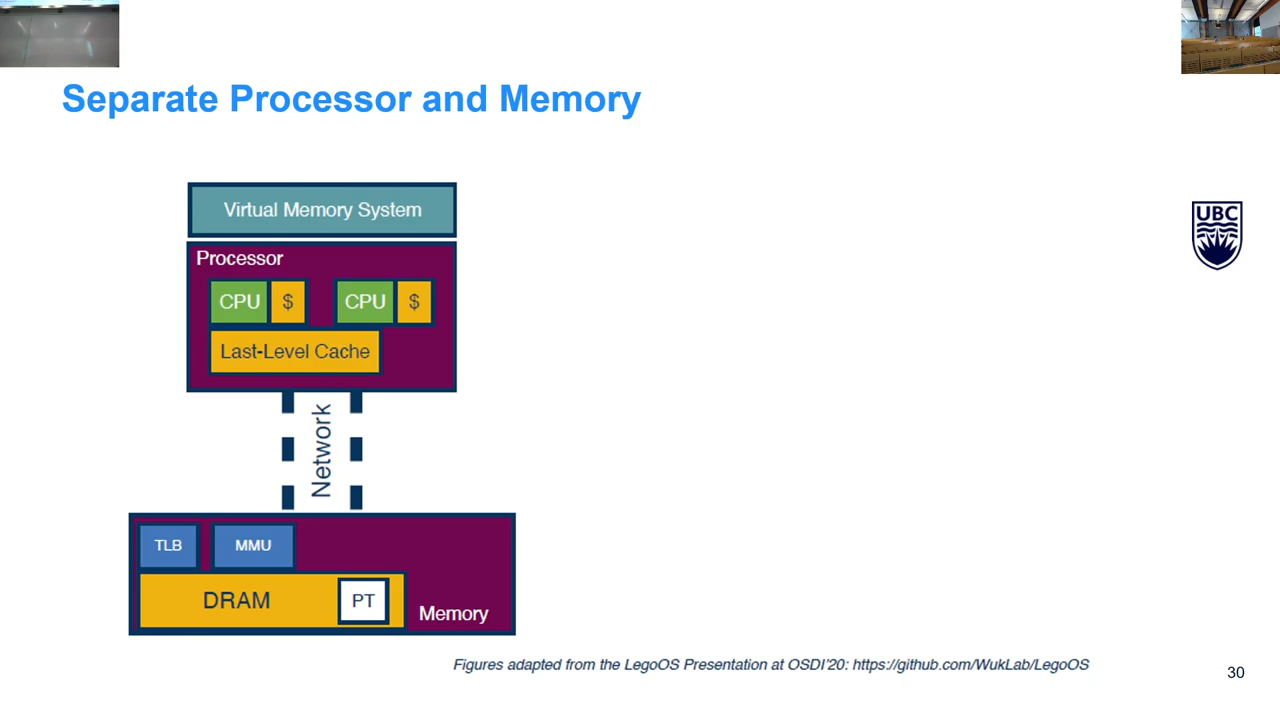 Separate Processor and Memory
Virtual Memory System
Processor
CPU $ CPU $
Last-Level Cache
Network
TLB MMU
DRAM PT
Memory
UBC
Figures adapted from the LegoOS Presentation at OSDI'20: https://github.com/WukLab/LegoOS
30